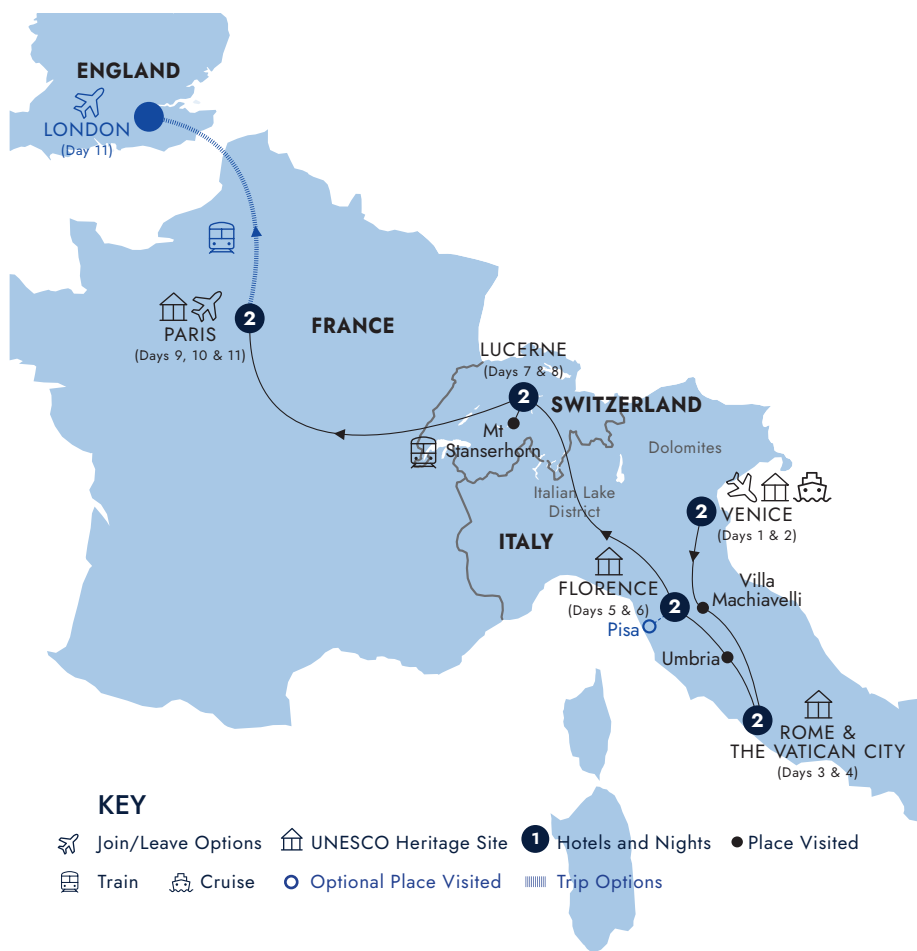 ENGLAND
LONDON
(Day 11)
2
PARIS
(Days 9, 10 & 11)
FRANCE
LUCERNE
(Days 7 & 8)
2
SWITZERLAND
Mt
Stanserhorn
Dolomites
Italian Lake
District
2
VENICE
(Days 1 & 2)
ITALY
FLORENCE
(Days 5 & 6)
2
Villa
Machiavelli
Pisa
Umbria
2
ROME &
THE VATICAN CITY
(Days 3 & 4)
KEY
Join/Leave Options
UNESCO Heritage Site
1
Hotels and Nights
Place Visited
Train
Cruise
Optional Place Visited
Trip Options